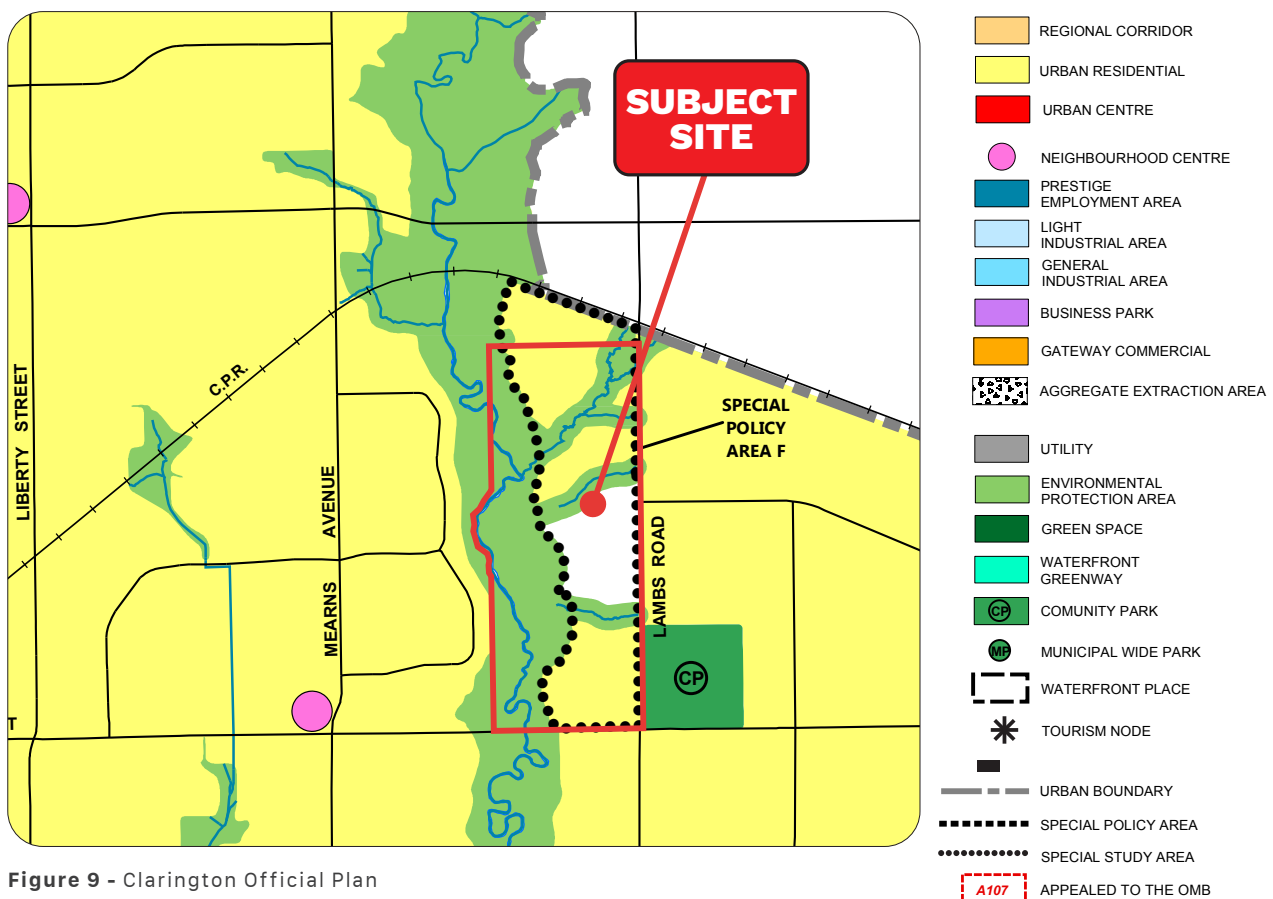 SUBJECT
SITE
C.P.R.
LIBERTY STREET
MEARNS AVENUE
SPECIAL
POLICY
AREA F
LAMBS ROAD
CP
T
REGIONAL CORRIDOR
URBAN RESIDENTIAL
URBAN CENTRE
NEIGHBOURHOOD CENTRE
PRESTIGE
EMPLOYMENT AREA
LIGHT
INDUSTRIAL AREA
GENERAL
INDUSTRIAL AREA
BUSINESS PARK
GATEWAY COMMERCIAL
AGGREGATE EXTRACTION AREA
UTILITY
ENVIRONMENTAL
PROTECTION AREA
GREEN SPACE
WATERFRONT
GREENWAY
CP COMUNITY PARK
MP MUNICIPAL WIDE PARK
WATERFRONT PLACE
TOURISM NODE
URBAN BOUNDARY
SPECIAL POLICY AREA
SPECIAL STUDY AREA
A107 APPEALED TO THE OMB
Figure 9 - Clarington Official Plan